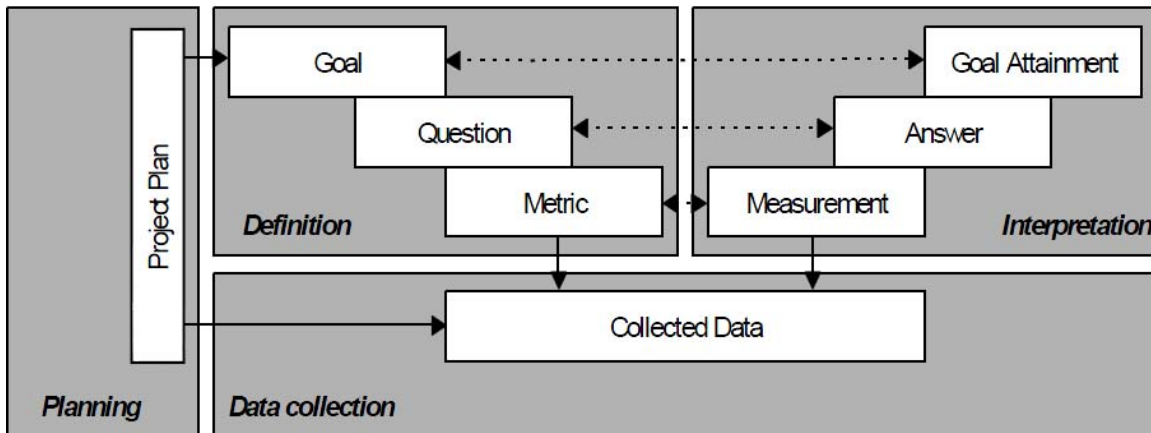 Project Plan
Goal
Goal Attainment
Question
Answer
Metric
Measurement
Definition
Interpretation
Collected Data
Planning
Data collection